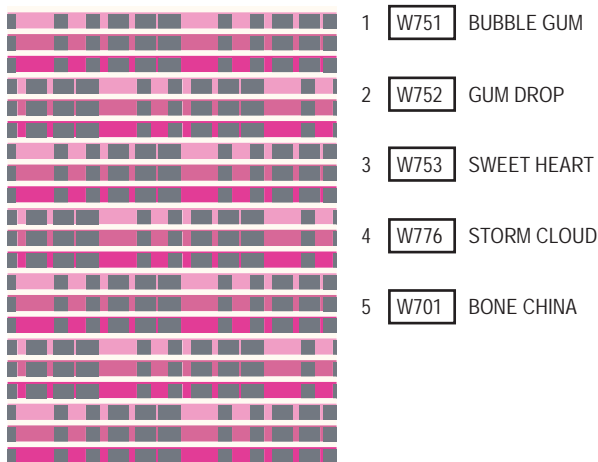 1 W751 BUBBLE GUM
2 W752 GUM DROP
3 W753 SWEET HEART
4 W776 STORM CLOUD
5 W701 BONE CHINA